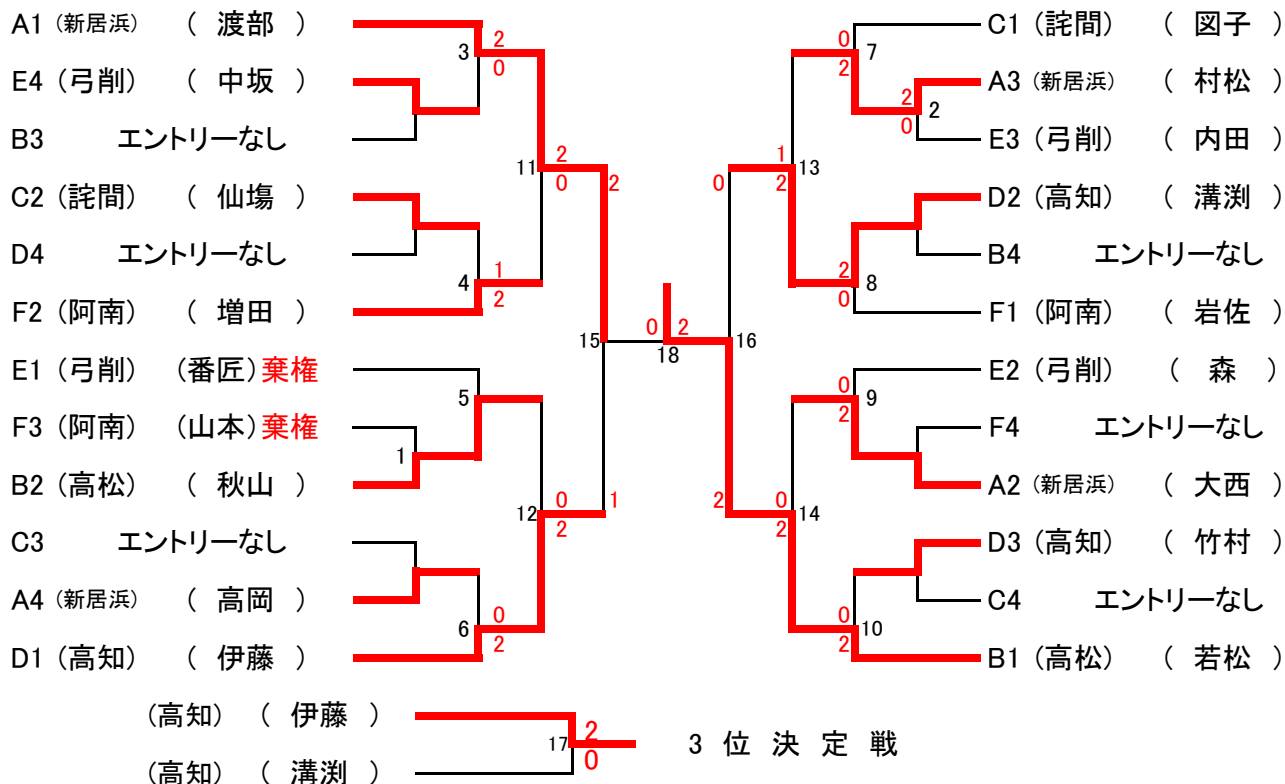 A1 (新居浜) ( 渡部 )
E4 (弓削) ( 中坂 )
B3 エントリーなし
C2 (詫間) ( 仙塲 )
D4 エントリーなし
F2 (阿南) ( 増田 )
E1 (弓削) (番匠) 棄権
F3 (阿南) (山本) 棄権
B2 (高松) ( 秋山 )
C3 エントリーなし
A4 (新居浜) ( 高岡 )
D1 (高知) ( 伊藤 )
3 2
0
11 2
0
4 1
2
5
1
12 0
2
6 0
2
2
15
1
0 2
18
0
16
2
1 13
2
0 14
2
0 7
2
2 2
0
2 8
0
0 9
2
0 10
2
C1 (詫間) ( 図子 )
A3 (新居浜) ( 村松 )
E3 (弓削) ( 内田 )
D2 (高知) ( 溝渕 )
B4 エントリーなし
F1 (阿南) ( 岩佐 )
E2 (弓削) ( 森 )
F4 エントリーなし
A2 (新居浜) ( 大西 )
D3 (高知) ( 竹村 )
C4 エントリーなし
B1 (高松) ( 若松 )
(高知) ( 伊藤 )
17 2
0
3 位 決 定 戦
(高知) ( 溝渕 )